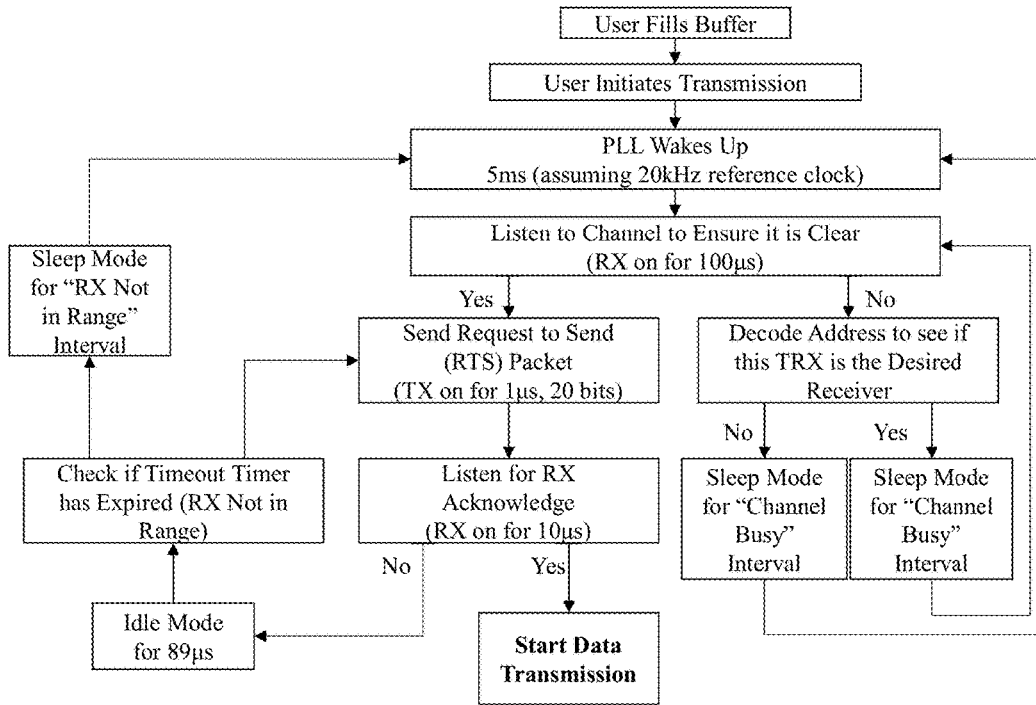 User Fills Buffer
User Initiates Transmission
PLL Wakes Up
5ms (assuming 20kHz reference clock)
Listen to Channel to Ensure it is Clear
(RX on for 100µs)
Sleep Mode
for “RX Not
in Range”
Interval
Yes
No
Send Request to Send
(RTS) Packet
(TX on for 1µs, 20 bits)
Decode Address to see if
this TRX is the Desired
Receiver
No
Yes
Check if Timeout Timer
has Expired (RX Not in
Range)
Listen for RX
Acknowledge
(RX on for 10µs)
Sleep Mode
for “Channel
Busy”
Interval
Sleep Mode
for “Channel
Busy”
Interval
No
Yes
Idle Mode
for 89µs
Start Data
Transmission